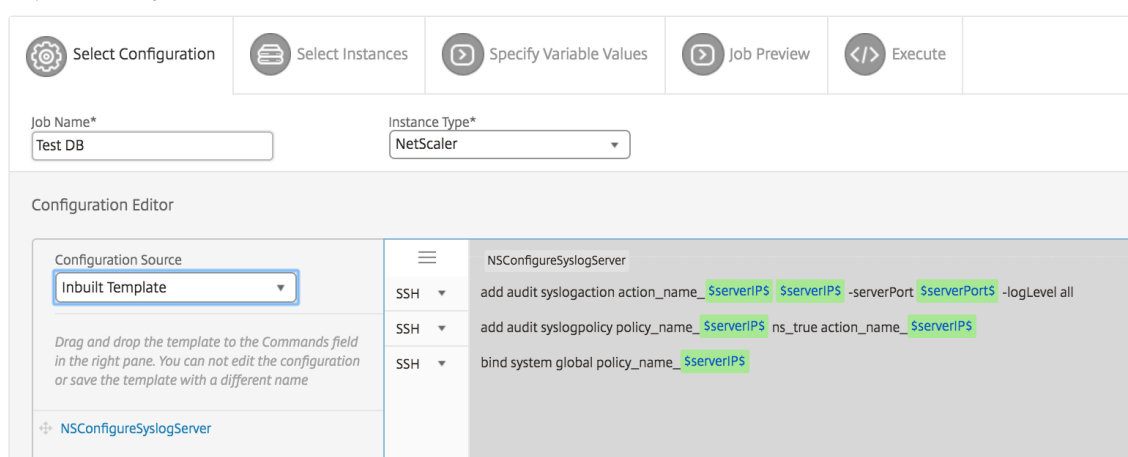 Select Configuration
Select Instances
Specify Variable Values
Job Preview
</> Execute
Job Name*
Instance Type*
Test DB
NetScaler
Configuration Editor
Configuration Source
Inbuilt Template
Drag and drop the template to the Commands field
in the right pane. You can not edit the configuration
or save the template with a different name
NSConfigureSyslogServer
NSConfigureSyslogServer
SSH add audit syslogaction action_name_ $serverIP$ $serverIP$ -serverPort $serverPort$ -logLevel all
SSH add audit syslogpolicy policy_name_ $serverIP$ ns_true action_name_ $serverIP$
SSH bind system global policy_name_ $serverIP$